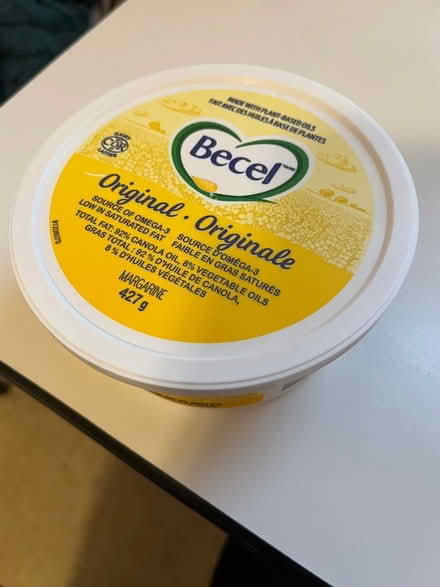 MADE WITH PLANT-BASED OILS
FAIT AVEC DES HUILES À BASE DE PLANTES
Becel
COR
Original · Originale
SOURCE OF OMEGA-3 SOURCE D'OMÉGA-3
LOW IN SATURATED FAT FAIBLE EN GRAS SATURÉS
TOTAL FAT: 92% CANOLA OIL, 8% VEGETABLE OILS
GRAS TOTAL : 92 % D'HUILE DE CANOLA,
8 % D'HUILES VÉGÉTALES
MARGARINE
427 g